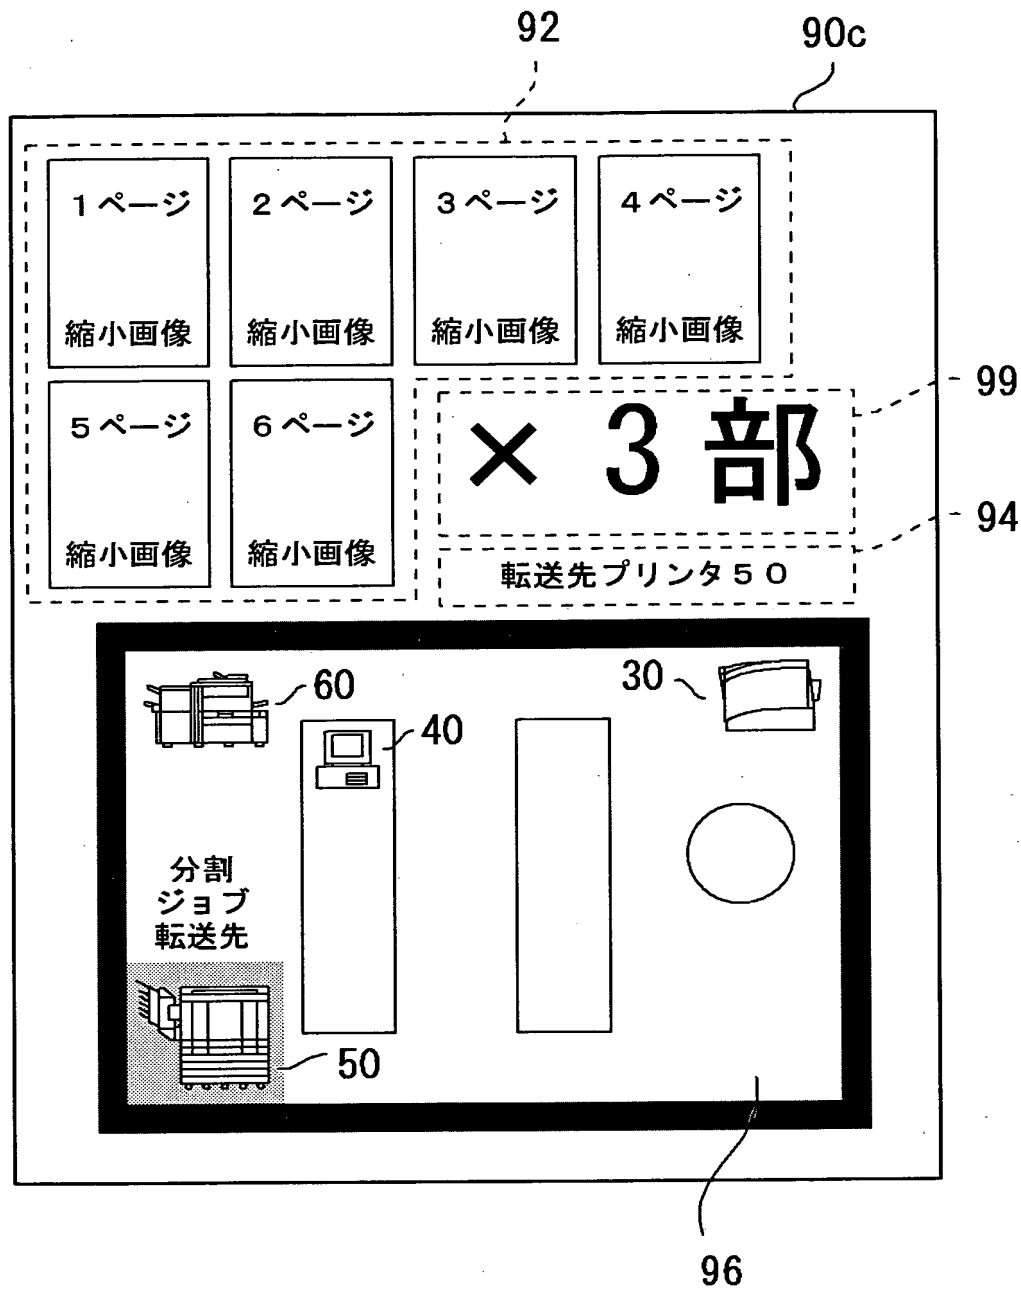 92
90c
1ページ
縮小画像
2ページ
縮小画像
3ページ
縮小画像
4ページ
縮小画像
5ページ
縮小画像
6ページ
縮小画像
×3部
99
転送先プリンタ50
94
60
40
30
分割
ジョブ
転送先
50
96